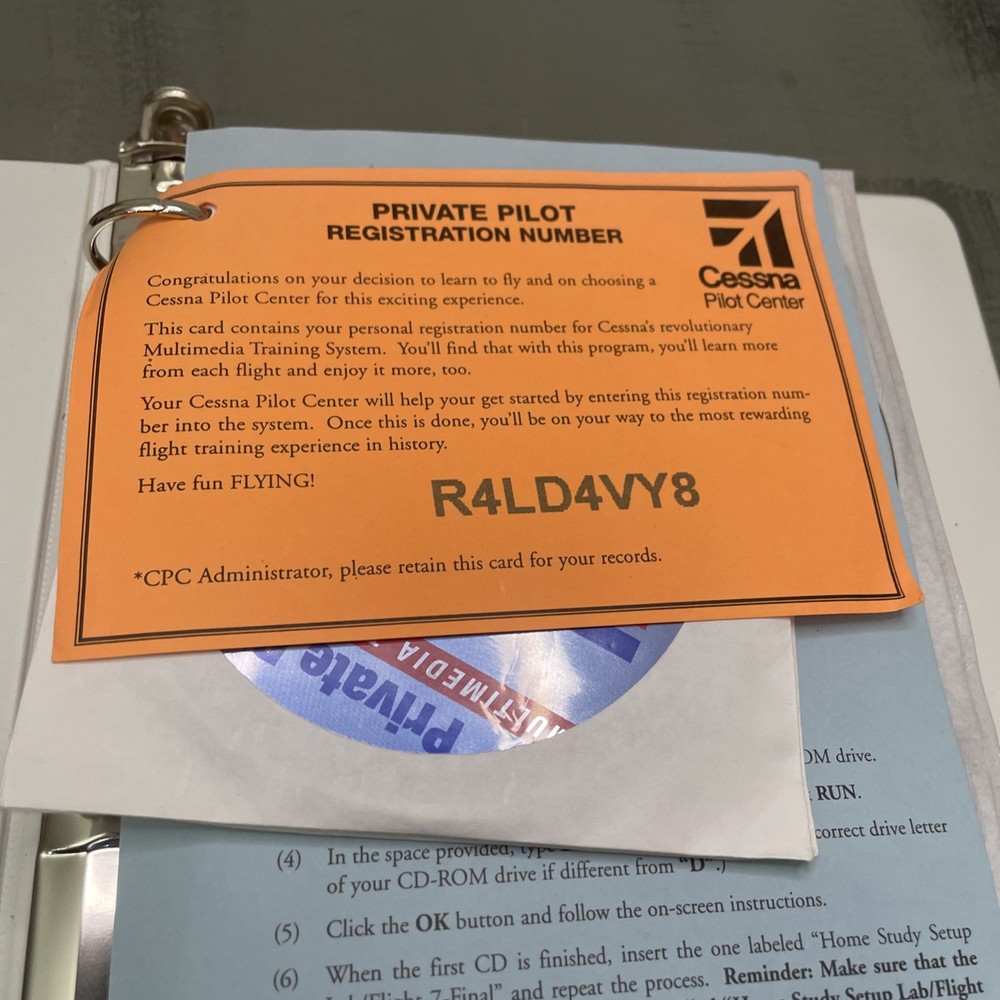 PRIVATE PILOT
REGISTRATION NUMBER
Cessna
Pilot Center
Congratulations on your decision to learn to fly and on choosing a
Cessna Pilot Center for this exciting experience.
This card contains your personal registration number for Cessna's revolutionary
Multimedia Training System. You'll find that with this program, you'll learn more
from each flight and enjoy it more, too.
Your Cessna Pilot Center will help your get started by entering this registration num-
ber into the system. Once this is done, you'll be on your way to the most rewarding
flight training experience in history.
Have fun FLYING!
R4LD4VY8
*CPC Administrator, please retain this card for your records.
MULTIMEDIA
Private
drive.
RUN.
correct drive letter
(4) In the space provided,
of your CD-ROM drive if different from "D".)
(5) Click the OK button and follow the on-screen instructions.
(6) When the first CD is finished, insert the one labeled "Home Study Setup
Lab/Flight 7-Final" and repeat the process. Reminder: Make sure that the
Study Setup Lab/Flight